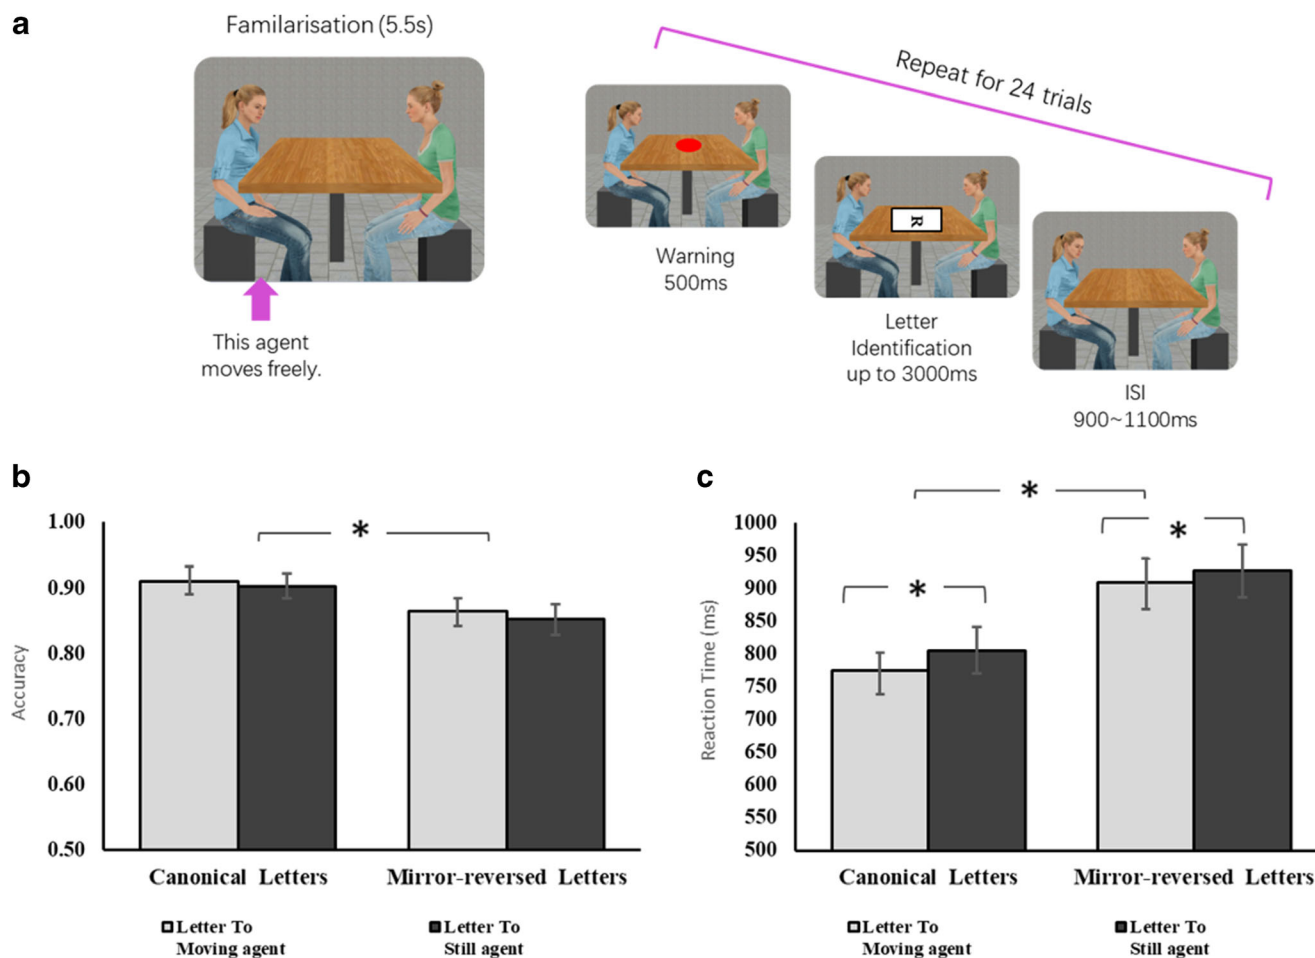 a
Familarisation (5.5s)
This agent
moves freely.
Repeat for 24 trials
Warning
500ms
R
Letter
Identification
up to 3000ms
ISI
900~1100ms
b
Accuracy
1.00
0.90
0.80
0.70
0.60
0.50
*
Canonical Letters
Mirror-reversed Letters
Letter To
Moving agent
Letter To
Still agent
c
Reaction Time (ms)
1000
950
900
850
800
750
700
650
600
550
500
*
*
*
Canonical Letters
Mirror-reversed Letters
Letter To
Moving agent
Letter To
Still agent